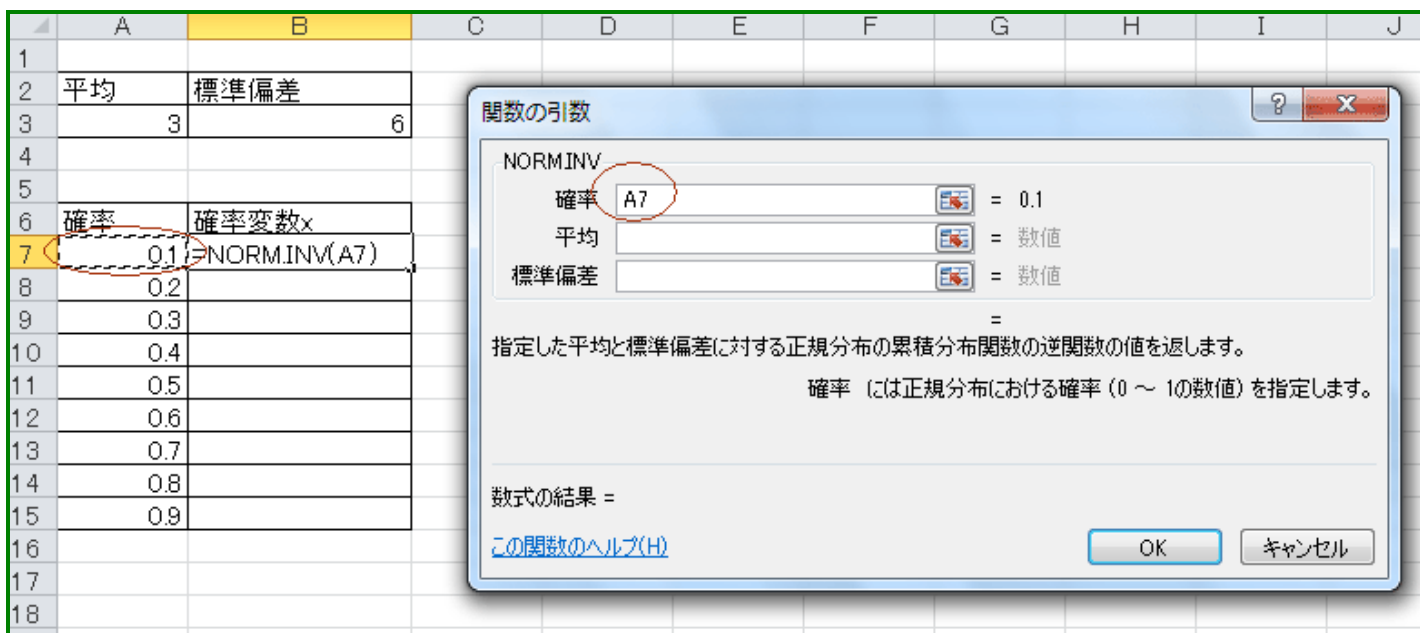 A B C D E F G H I J
1
2 平均 標準偏差
3 3 6
4
5
6 確率 確率変数x
7 0.1 =NORM.INV(A7)
8 0.2
9 0.3
10 0.4
11 0.5
12 0.6
13 0.7
14 0.8
15 0.9
16
17
18
関数の引数
NORM.INV
確率 A7 = 0.1
平均 = 数値
標準偏差 = 数値
=
指定した平均と標準偏差に対する正規分布の累積分布関数の逆関数の値を返します。
確率 には正規分布における確率 (0 ～ 1の数値) を指定します。
数式の結果 =
この関数のヘルプ(H)
OK キャンセル